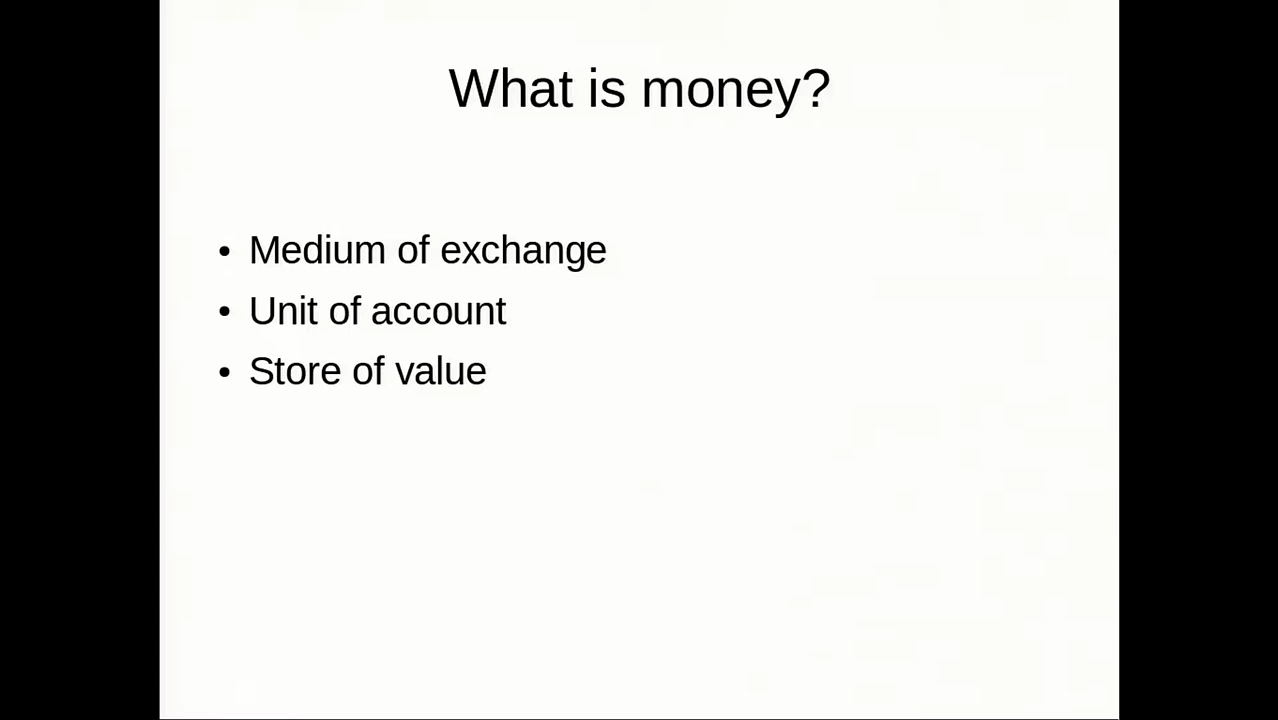 What is money?
• Medium of exchange
• Unit of account
• Store of value